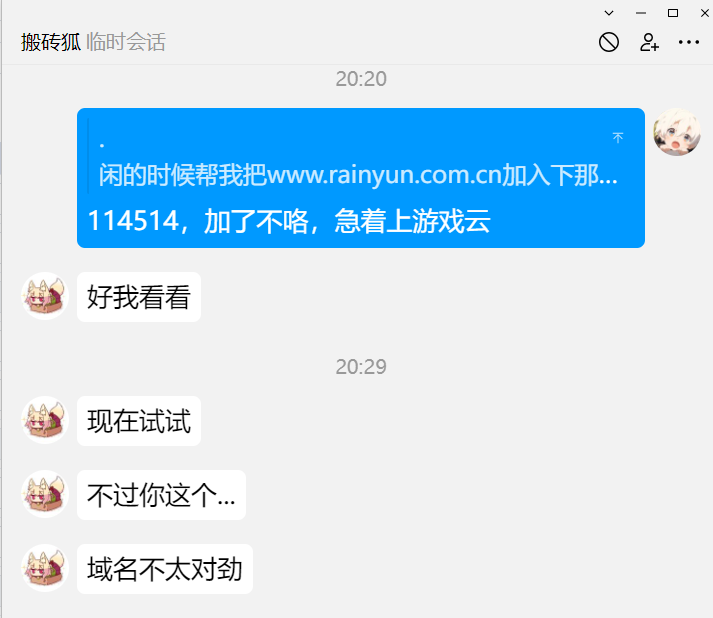 搬砖狐 临时会话
20:20
.
闲的时候帮我把www.rainyun.com.cn加入下那...
114514，加了不咯，急着上游戏云
好我看看
20:29
现在试试
不过你这个...
域名不太对劲